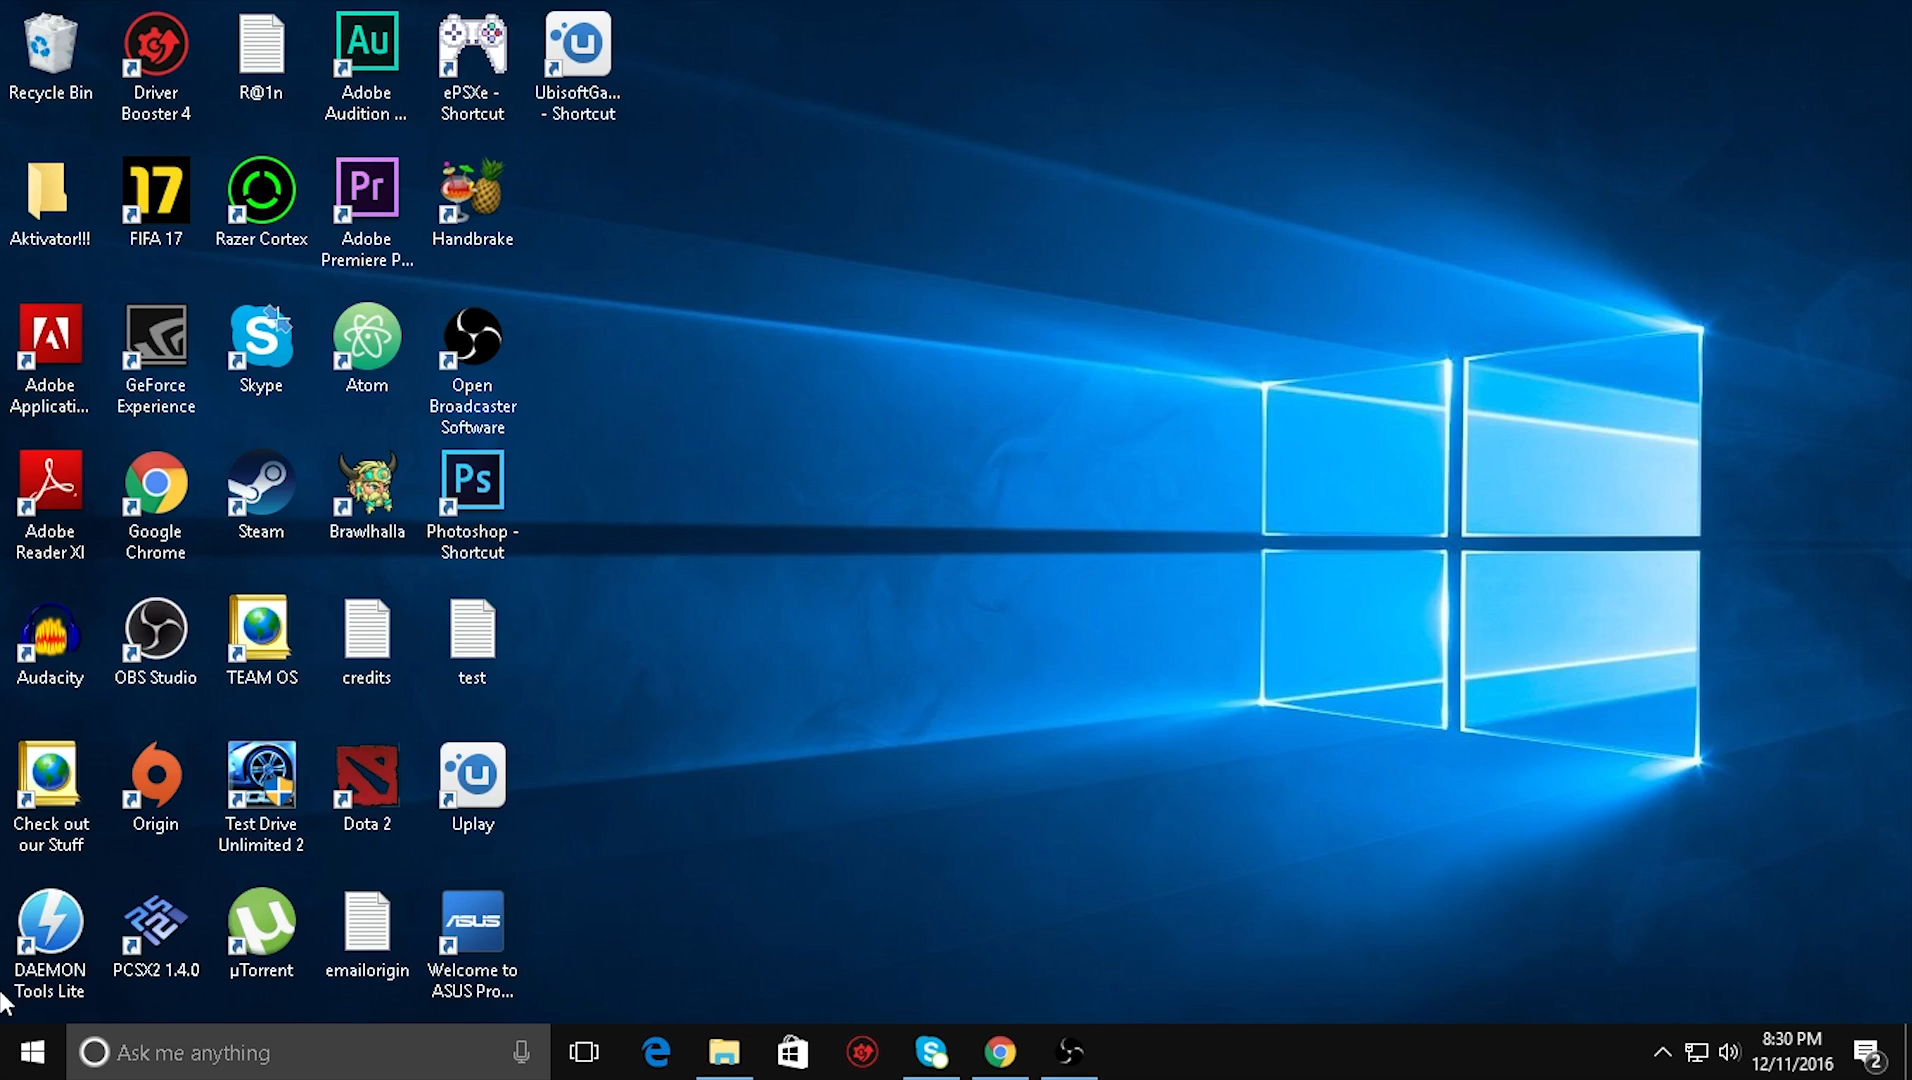 Recycle Bin
Driver
Booster 4
R@1n
Au
Adobe
Audition ...
ePSXe -
Shortcut
UbisoftGa...
- Shortcut
Aktivator!!!
17
FIFA 17
Razer Cortex
Pr
Adobe
Premiere P...
Handbrake
Adobe
Applicati...
GeForce
Experience
S
Skype
Atom
Open
Broadcaster
Software
Adobe
Reader XI
Google
Chrome
Steam
Brawlhalla
Ps
Photoshop -
Shortcut
Audacity
OBS Studio
TEAM OS
credits
test
Check out
our Stuff
Origin
Test Drive
Unlimited 2
Dota 2
Uplay
DAEMON
Tools Lite
PCSX2 1.4.0
µ
µTorrent
emailorigin
ASUS
Welcome to
ASUS Pro...
Ask me anything
8:30 PM
12/11/2016
2